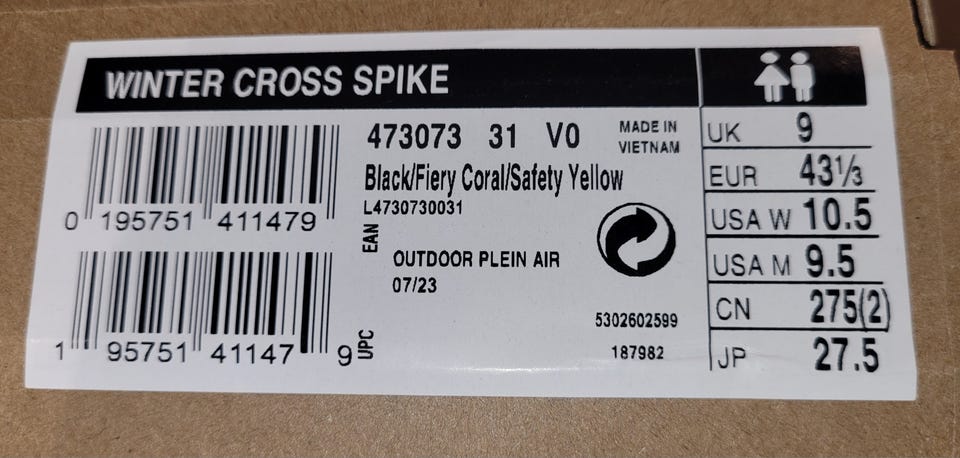 WINTER CROSS SPIKE
473073 31 V0
MADE IN
VIETNAM
Black/Fiery Coral/Safety Yellow
L4730730031
0 195751 411479
EAN
OUTDOOR PLEIN AIR
07/23
5302602599
187982
1 95751 41147 9
UPC
UK 9
EUR 43⅓
USA W 10.5
USA M 9.5
CN 275(2)
JP 27.5